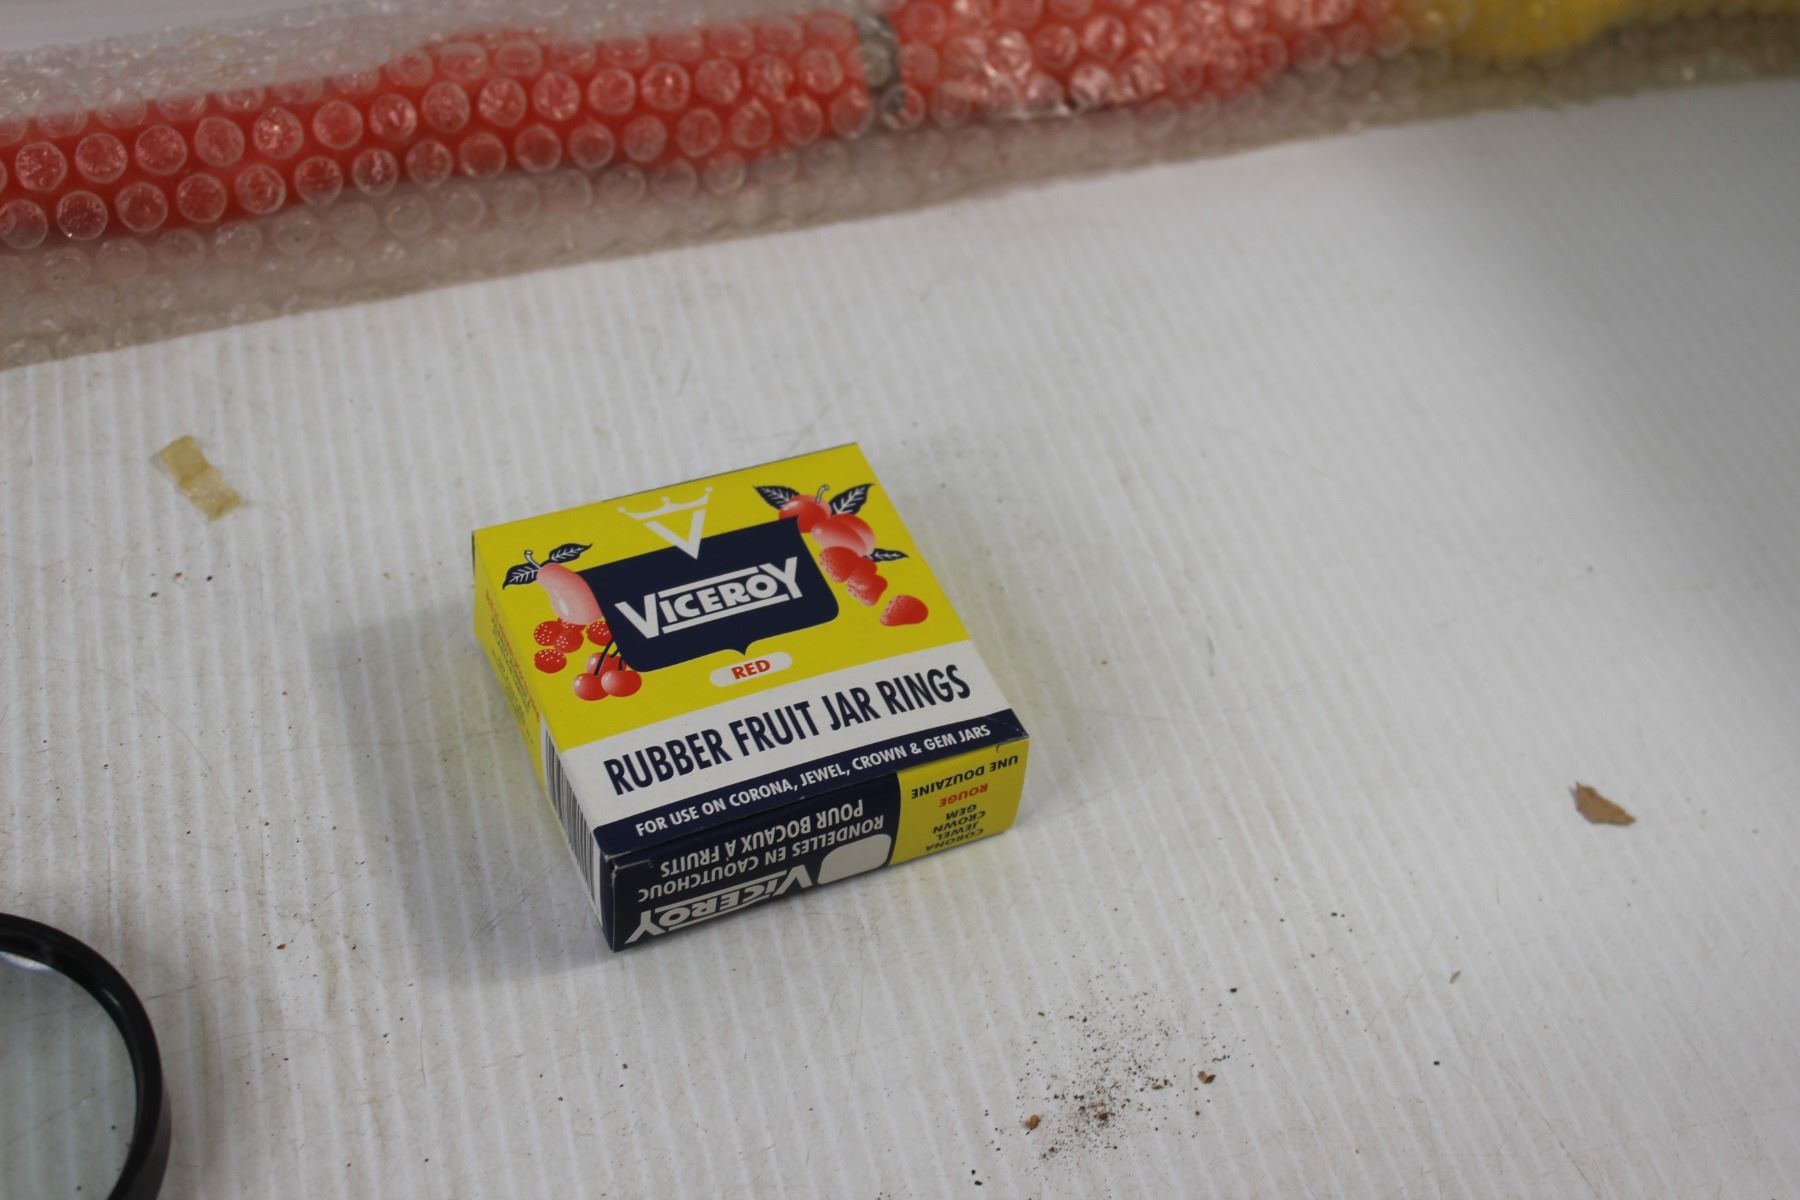 V
VICEROY
RED
RUBBER FRUIT JAR RINGS
FOR USE ON CORONA, JEWEL, CROWN & GEM JARS
VICEROY
RONDELLES EN CAOUTCHOUC
POUR BOCAUX À FRUITS
CORONA
JEWEL
CROWN
GEM
ROUGE
UNE DOUZAINE